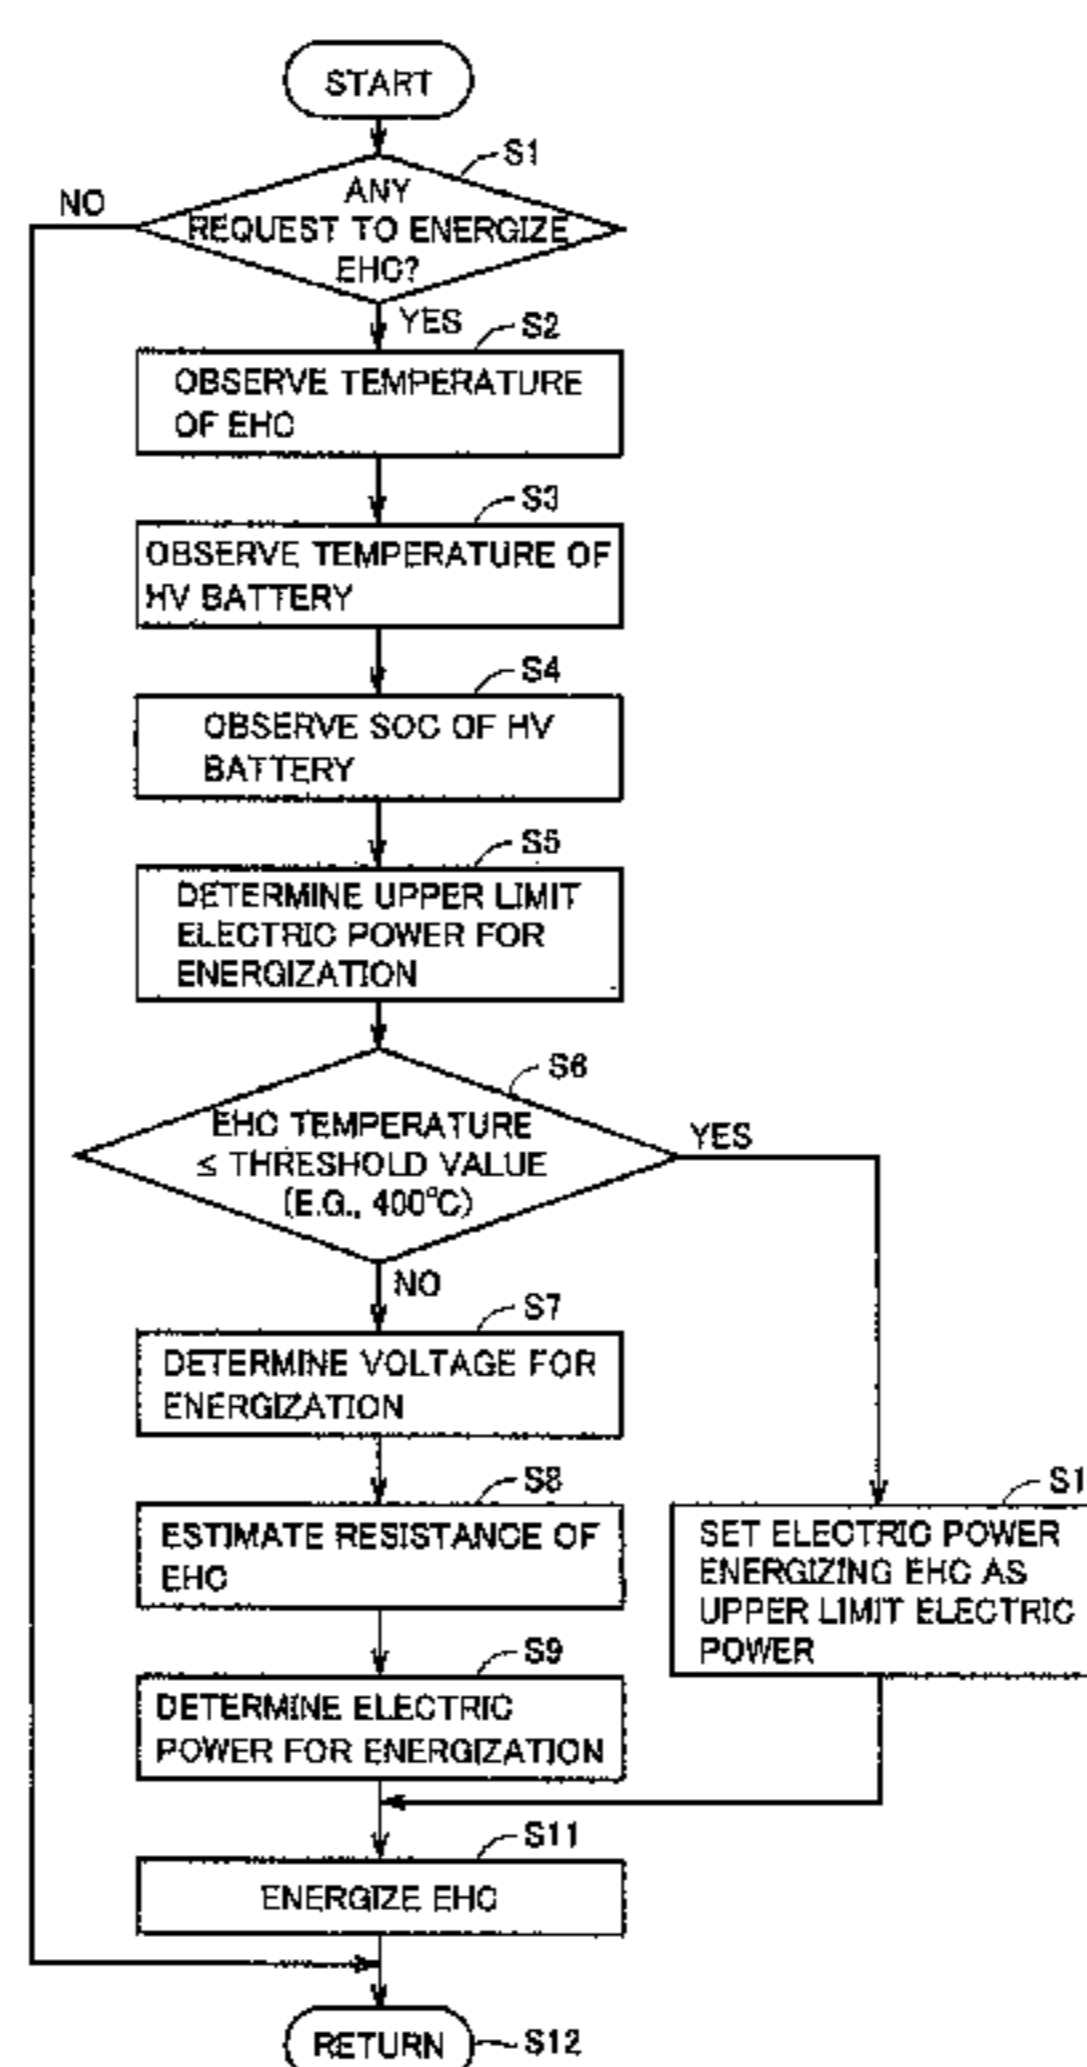 START
S1
NO
ANY
REQUEST TO ENERGIZE
EHC?
YES
S2
OBSERVE TEMPERATURE
OF EHC
S3
OBSERVE TEMPERATURE OF
HV BATTERY
S4
OBSERVE SOC OF HV
BATTERY
S5
DETERMINE UPPER LIMIT
ELECTRIC POWER FOR
ENERGIZATION
S6
EHC TEMPERATURE
≤ THRESHOLD VALUE
(E.G., 400°C)
YES
NO
S7
DETERMINE VOLTAGE FOR
ENERGIZATION
S8
ESTIMATE RESISTANCE OF
EHC
S1
SET ELECTRIC POWER
ENERGIZING EHC AS
UPPER LIMIT ELECTRIC
POWER
S9
DETERMINE ELECTRIC
POWER FOR ENERGIZATION
S11
ENERGIZE EHC
RETURN
S12